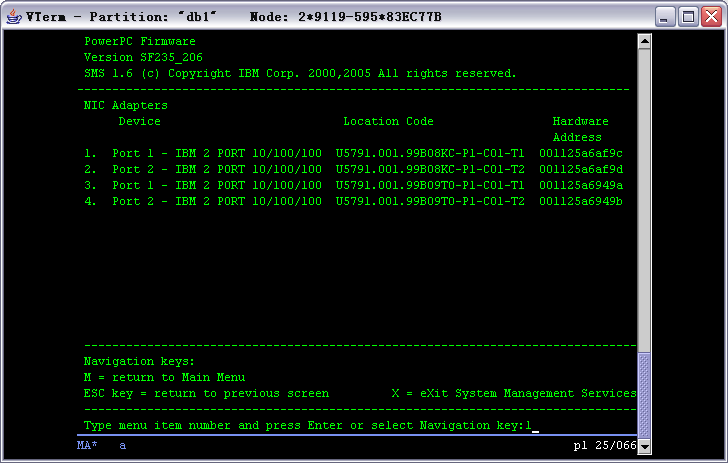 VTerm - Partition: "db1"    Node: 2*9119-595*83EC77B
PowerPC Firmware
Version SF235_206
SMS 1.6 (c) Copyright IBM Corp. 2000,2005 All rights reserved.
NIC Adapters
Device    Location Code    Hardware
Address
1.  Port 1 - IBM 2 PORT 10/100/100  U5791.001.99B08KC-P1-C01-T1  001125a6af9c
2.  Port 2 - IBM 2 PORT 10/100/100  U5791.001.99B08KC-P1-C01-T2  001125a6af9d
3.  Port 1 - IBM 2 PORT 10/100/100  U5791.001.99B09T0-P1-C01-T1  001125a6949a
4.  Port 2 - IBM 2 PORT 10/100/100  U5791.001.99B09T0-P1-C01-T2  001125a6949b
Navigation keys:
M = return to Main Menu
ESC key = return to previous screen    X = eXit System Management Services
Type menu item number and press Enter or select Navigation key:1
MA*   a    pl 25/066